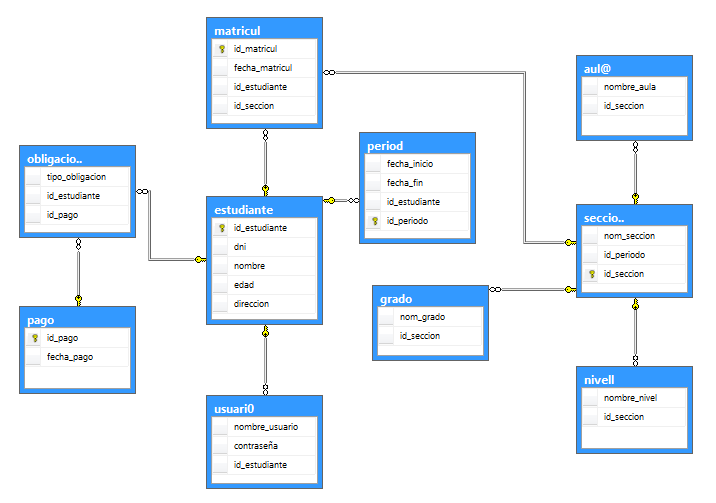 matricul
id_matricul
fecha_matricul
id_estudiante
id_seccion
aul@
nombre_aula
id_seccion
obligacio..
tipo_obligacion
id_estudiante
id_pago
period
fecha_inicio
fecha_fin
id_estudiante
id_periodo
estudiante
id_estudiante
dni
nombre
edad
direccion
seccio..
nom_seccion
id_periodo
id_seccion
grado
nom_grado
id_seccion
pago
id_pago
fecha_pago
nivell
nombre_nivel
id_seccion
usuari0
nombre_usuario
contraseña
id_estudiante